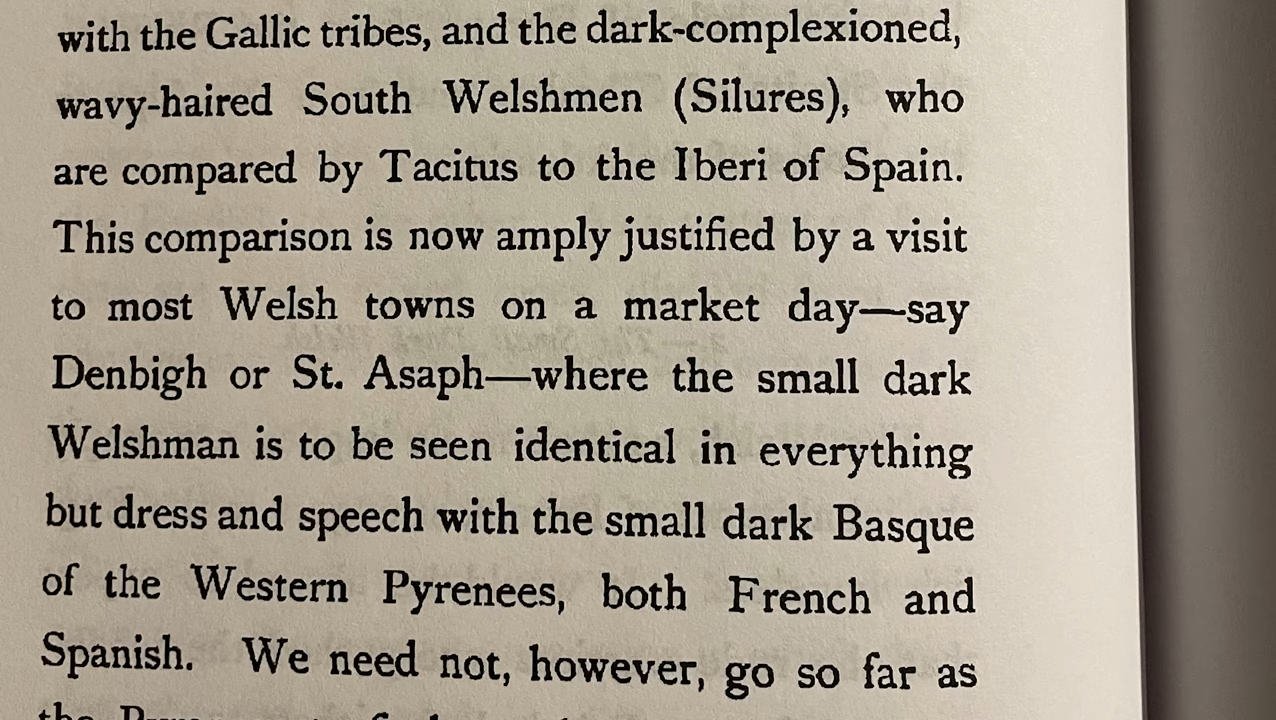 with the Gallic tribes, and the dark-complexioned,
wavy-haired South Welshmen (Silures), who
are compared by Tacitus to the Iberi of Spain.
This comparison is now amply justified by a visit
to most Welsh towns on a market day—say
Denbigh or St. Asaph—where the small dark
Welshman is to be seen identical in everything
but dress and speech with the small dark Basque
of the Western Pyrenees, both French and
Spanish. We need not, however, go so far as
the